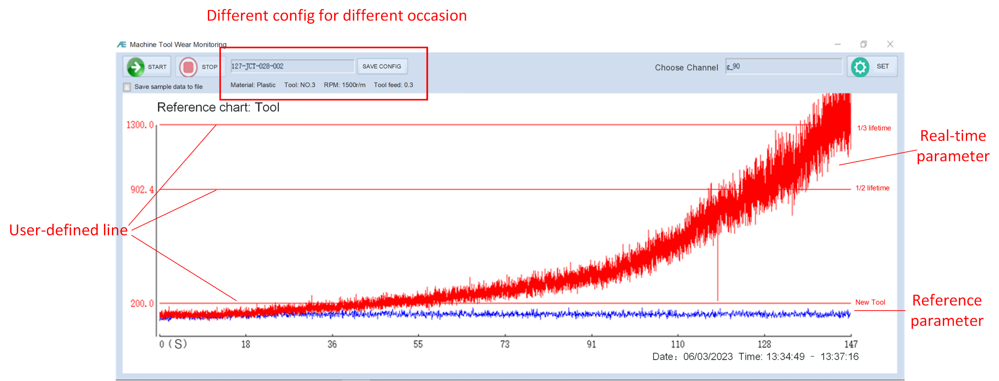 Different config for different occasion
Æ Machine Tool Wear Monitoring
START STOP 127-JCT-028-002 SAVE CONFIG Choose Channel g_90 SET
Save sample data to file Material: Plastic Tool: NO.3 RPM: 1500r/m Tool feed: 0.3
Reference chart: Tool
1300.0
1/3 lifetime
Real-time
parameter
902.4
1/2 lifetime
User-defined line
200.0
New Tool
Reference
parameter
0 (S) 18 36 55 73 91 110 128 147
Date: 06/03/2023 Time: 13:34:49 - 13:37:16